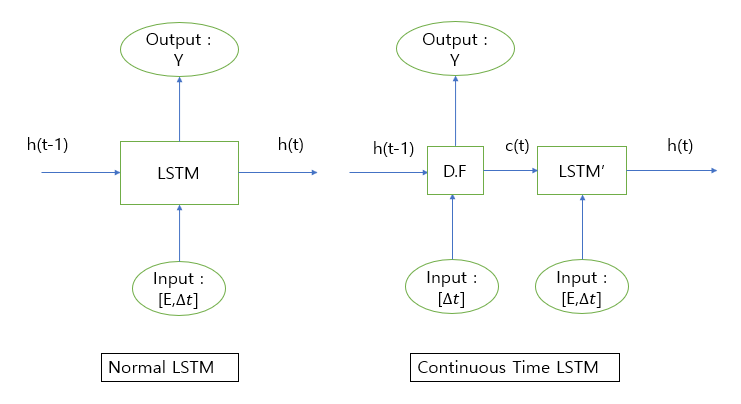 Output :
Y
h(t-1)
LSTM
h(t)
Input :
[E,Δt]
Normal LSTM
Output :
Y
h(t-1)
D.F
c(t)
LSTM’
h(t)
Input :
[Δt]
Input :
[E,Δt]
Continuous Time LSTM